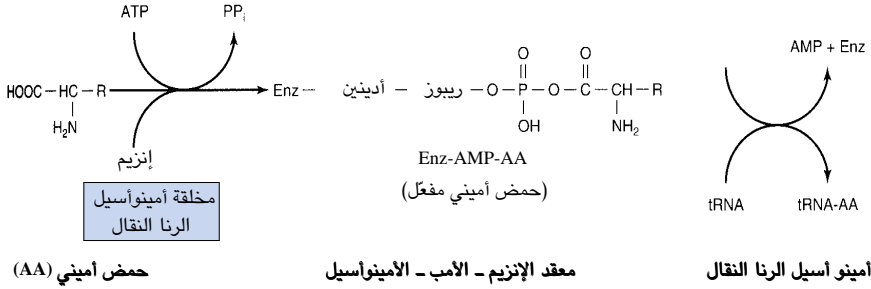 ATP PPi
HOOC – HC – R
H₂N
إنزيم
مخلقة أمينوأسيل
الرنا النقال
حمض أميني (AA)
Enz – أدينين – ريبوز – O – P – O – C – CH – R
O O
OH NH₂
Enz-AMP-AA
(حمض أميني مفعّل)
معقد الإنزيم – الأمب – الأمينوأسيل
AMP + Enz
tRNA tRNA-AA
أمينو أسيل الرنا النقال